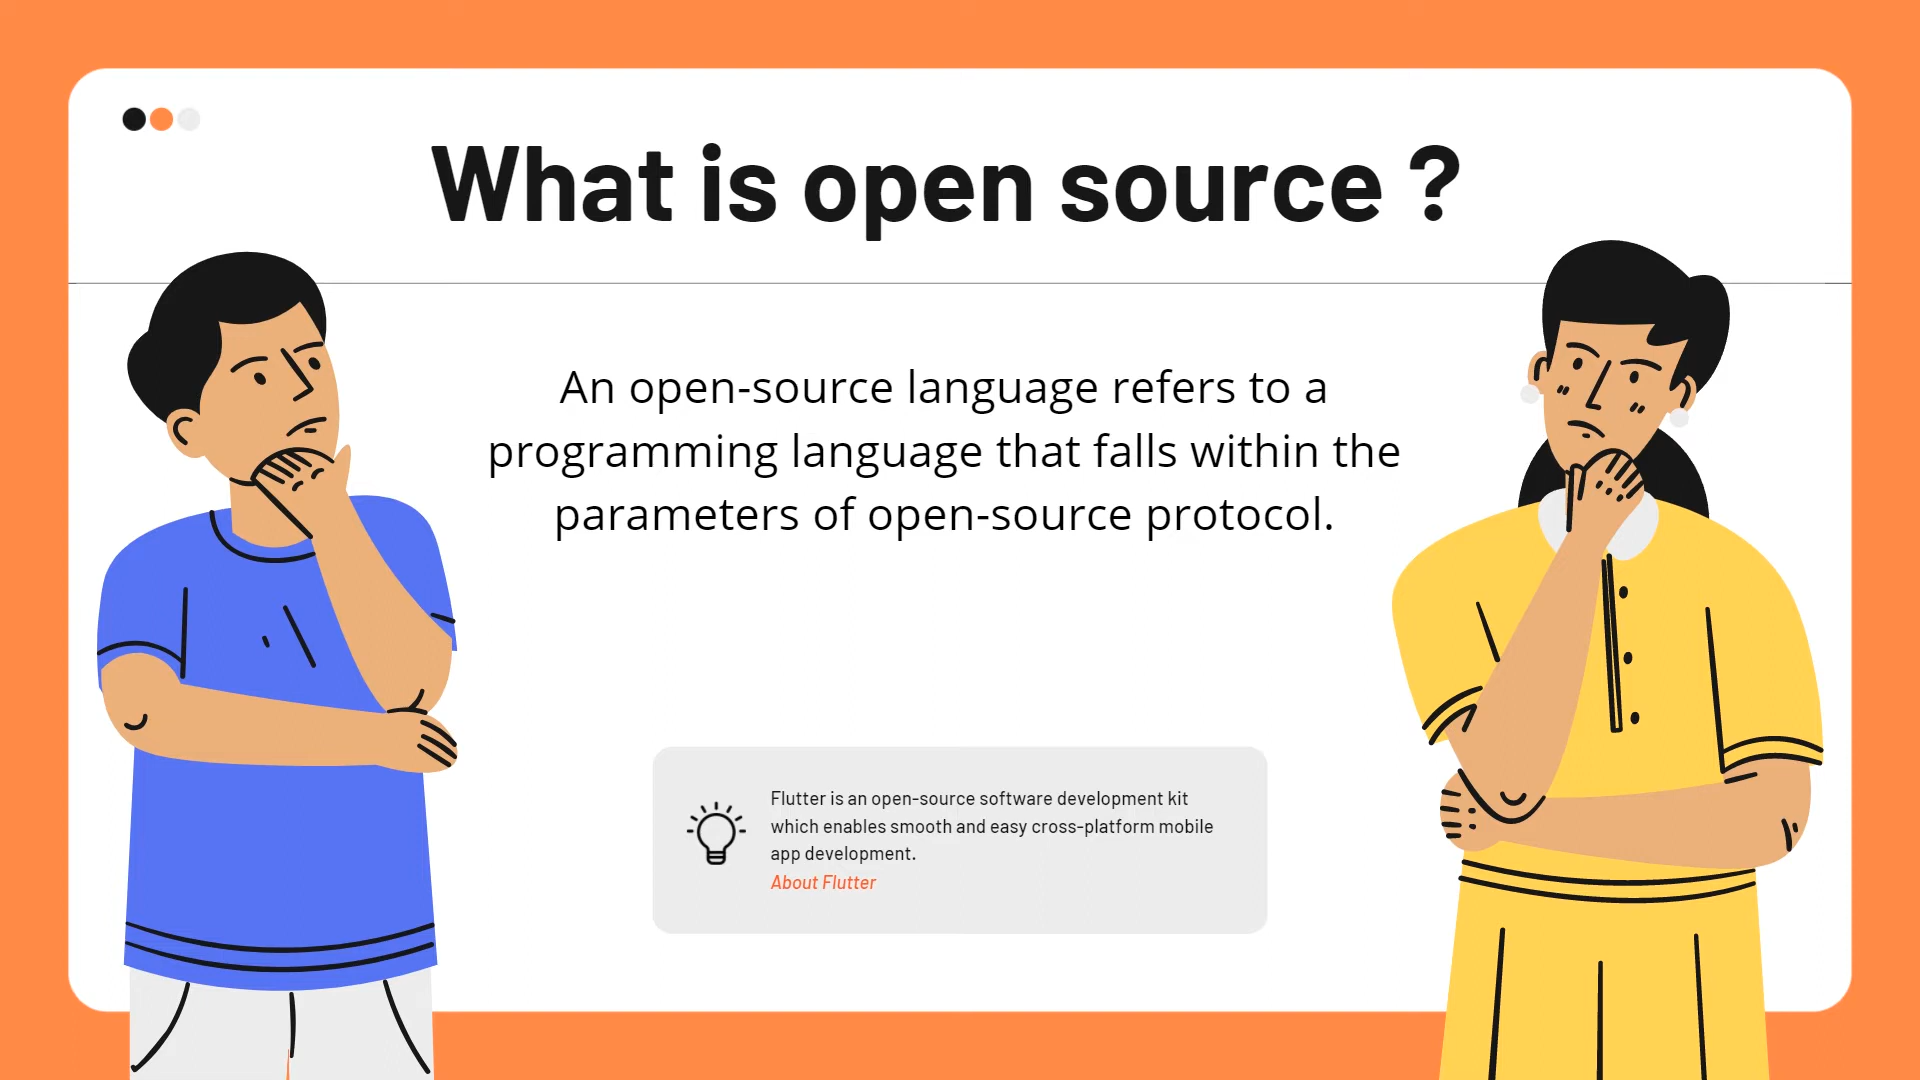 What is open source ?
An open-source language refers to a
programming language that falls within the
parameters of open-source protocol.
Flutter is an open-source software development kit
which enables smooth and easy cross-platform mobile
app development.
About Flutter